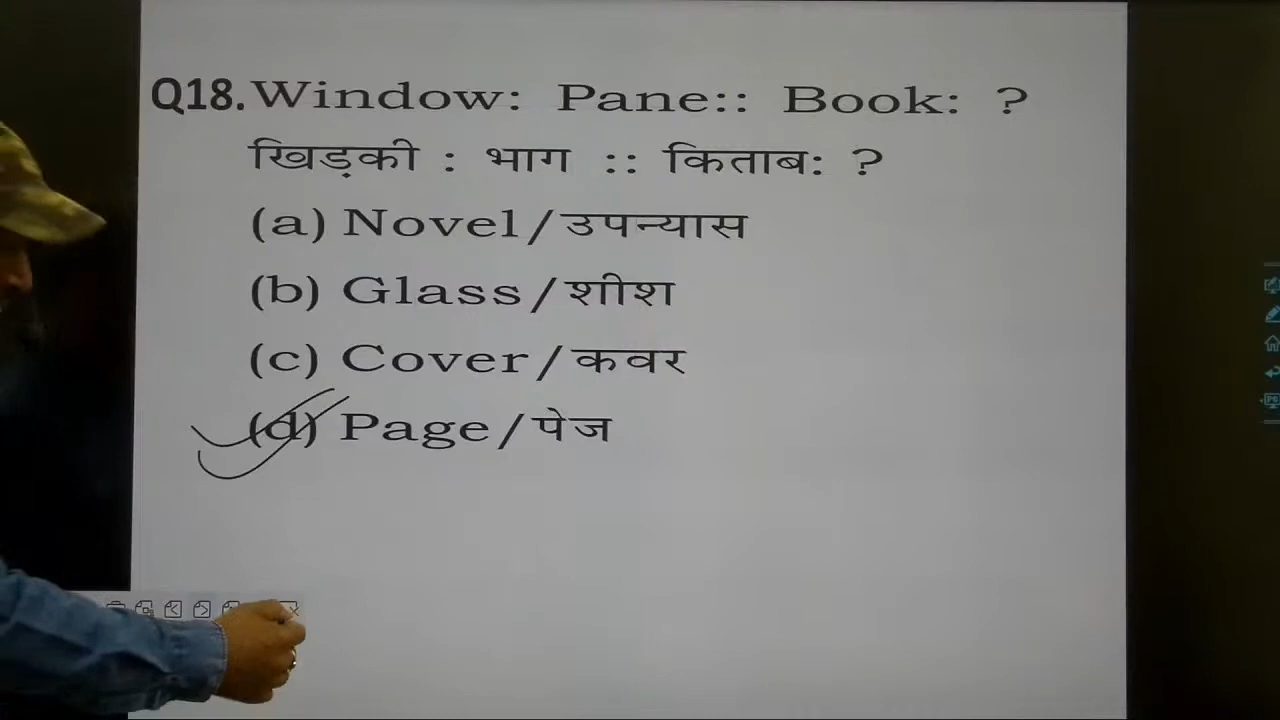 Q18. Window: Pane:: Book: ?
खिड़की : भाग :: किताब: ?
(a) Novel/उपन्यास
(b) Glass/शीश
(c) Cover/कवर
(d) Page/पेज